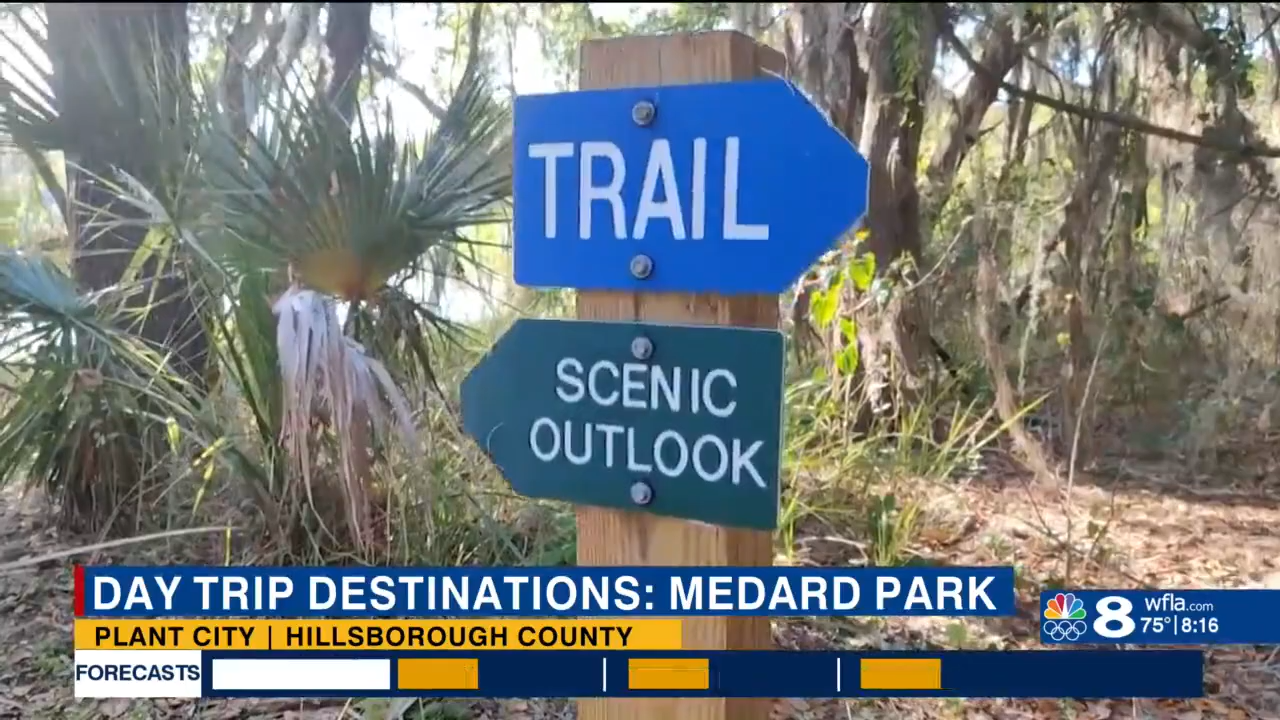 TRAIL
SCENIC
OUTLOOK
DAY TRIP DESTINATIONS: MEDARD PARK
PLANT CITY | HILLSBOROUGH COUNTY
8 wfla.com
75° | 8:16
FORECASTS